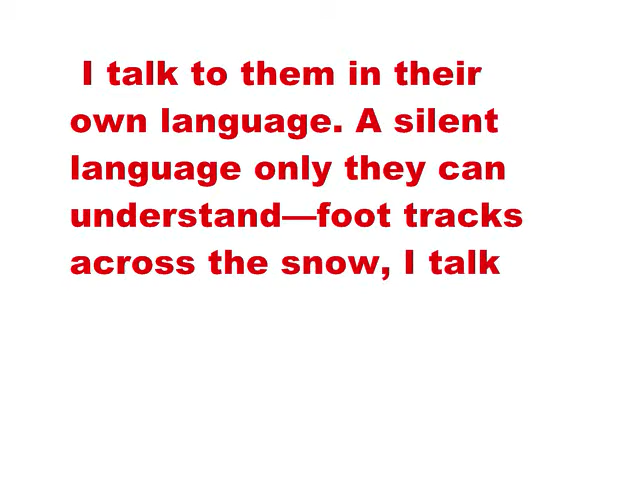 I talk to them in their
own language. A silent
language only they can
understand—foot tracks
across the snow, I talk